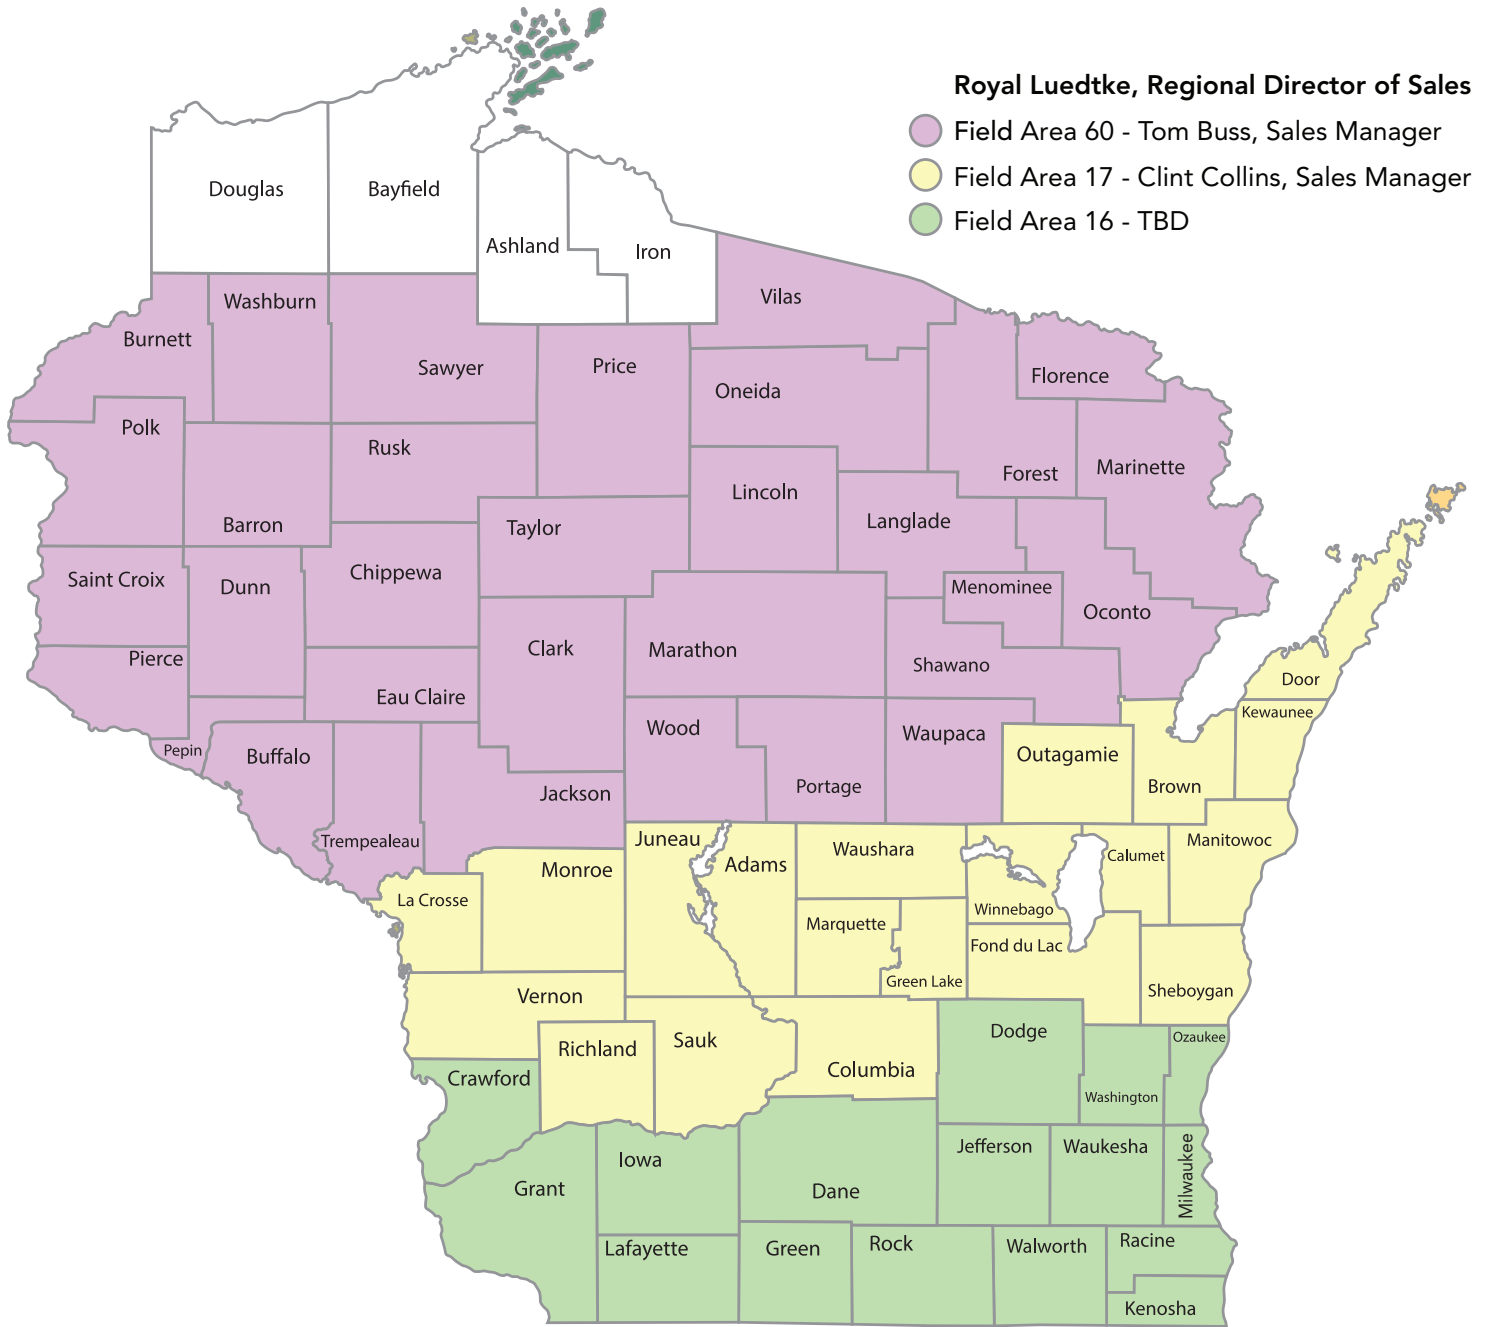 Royal Luedtke, Regional Director of Sales
Field Area 60 - Tom Buss, Sales Manager
Field Area 17 - Clint Collins, Sales Manager
Field Area 16 - TBD
Douglas
Bayfield
Ashland
Iron
Vilas
Washburn
Burnett
Sawyer
Price
Florence
Oneida
Polk
Rusk
Forest
Marinette
Lincoln
Langlade
Barron
Taylor
Saint Croix
Dunn
Chippewa
Menominee
Oconto
Clark
Marathon
Pierce
Shawano
Door
Eau Claire
Kewaunee
Wood
Waupaca
Pepin
Buffalo
Outagamie
Brown
Portage
Jackson
Trempealeau
Juneau
Adams
Waushara
Calumet
Manitowoc
Monroe
La Crosse
Winnebago
Marquette
Fond du Lac
Green Lake
Sheboygan
Vernon
Dodge
Ozaukee
Richland
Sauk
Columbia
Crawford
Washington
Jefferson
Waukesha
Milwaukee
Iowa
Grant
Dane
Lafayette
Green
Rock
Walworth
Racine
Kenosha